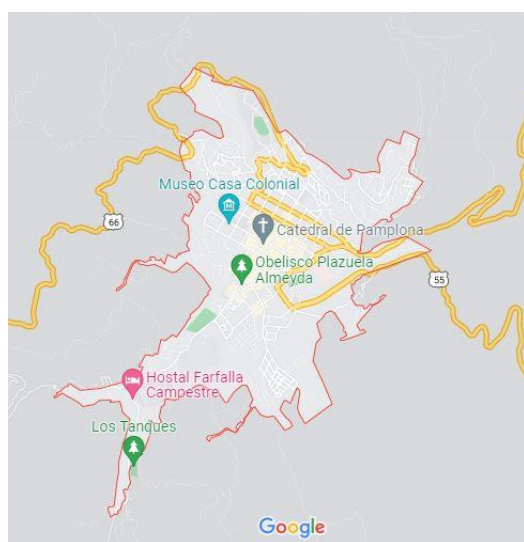 Museo Casa Colonial
66
Catedral de Pamplona
Obelisco Plazuela
Almeyda
55
Hostal Farfalla
Campestre
Los Tanques
Google